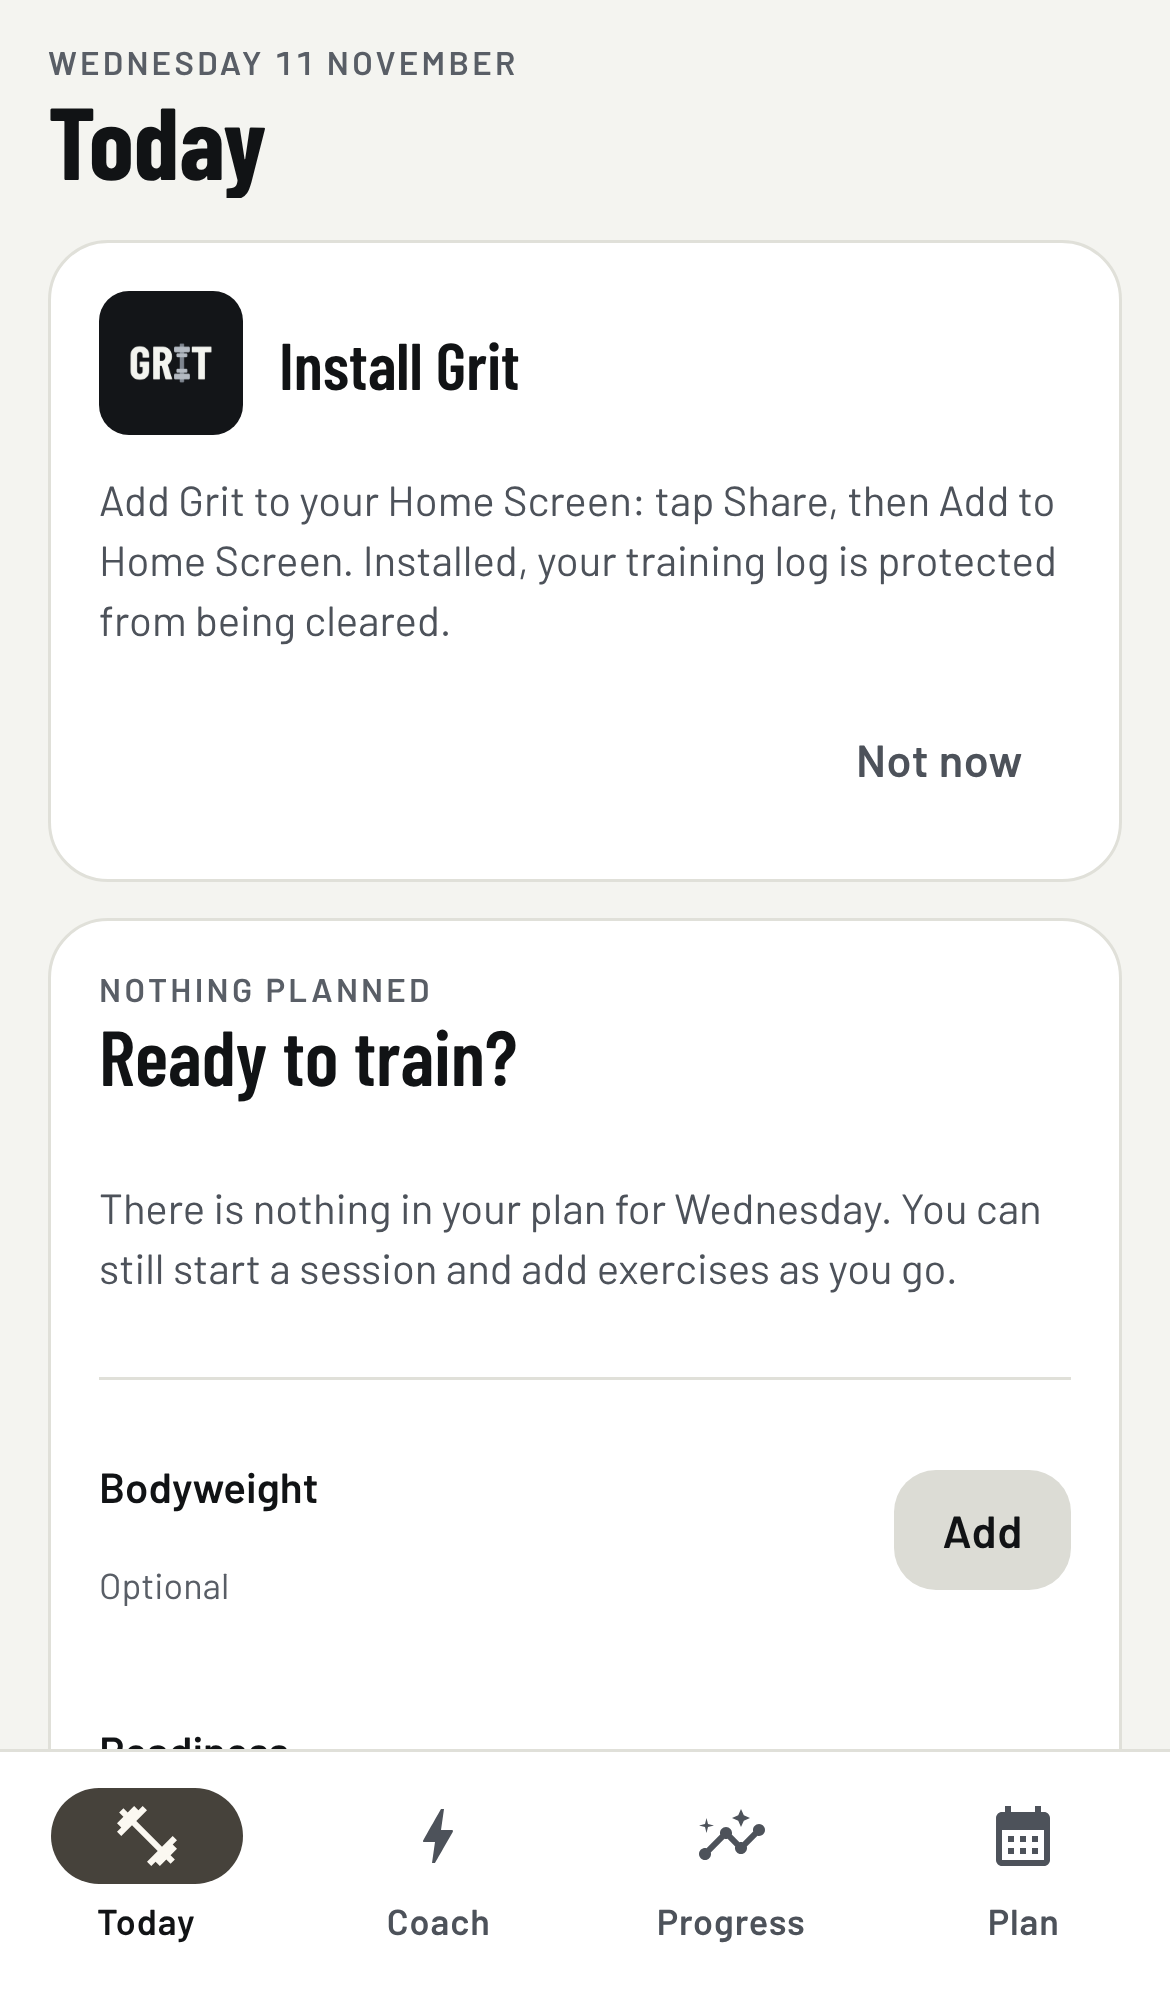 WEDNESDAY 11 NOVEMBER
Today
GRIT
Install Grit
Add Grit to your Home Screen: tap Share, then Add to
Home Screen. Installed, your training log is protected
from being cleared.
Not now
NOTHING PLANNED
Ready to train?
There is nothing in your plan for Wednesday. You can
still start a session and add exercises as you go.
Bodyweight
Add
Optional
Readiness
Today
Coach
Progress
Plan